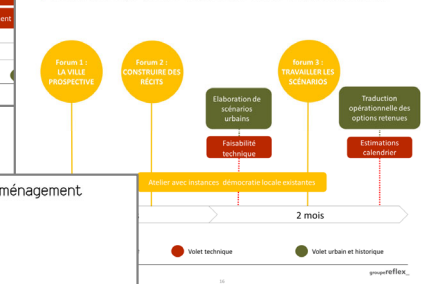 ment
Forum 1 :
LA VILLE
PROSPECTIVE
Forum 2 :
CONSTRUIRE DES
RÉCITS
forum 3 :
TRAVAILLER LES
SCÉNARIOS
Elaboration de
scénarios
urbains
Traduction
opérationnelle des
options retenues
Faisabilité
technique
Estimations
calendrier
Atelier avec instances démocratie locale existantes
ménagement
2 mois
Volet technique
Volet urbain et historique
groupereflex_
16